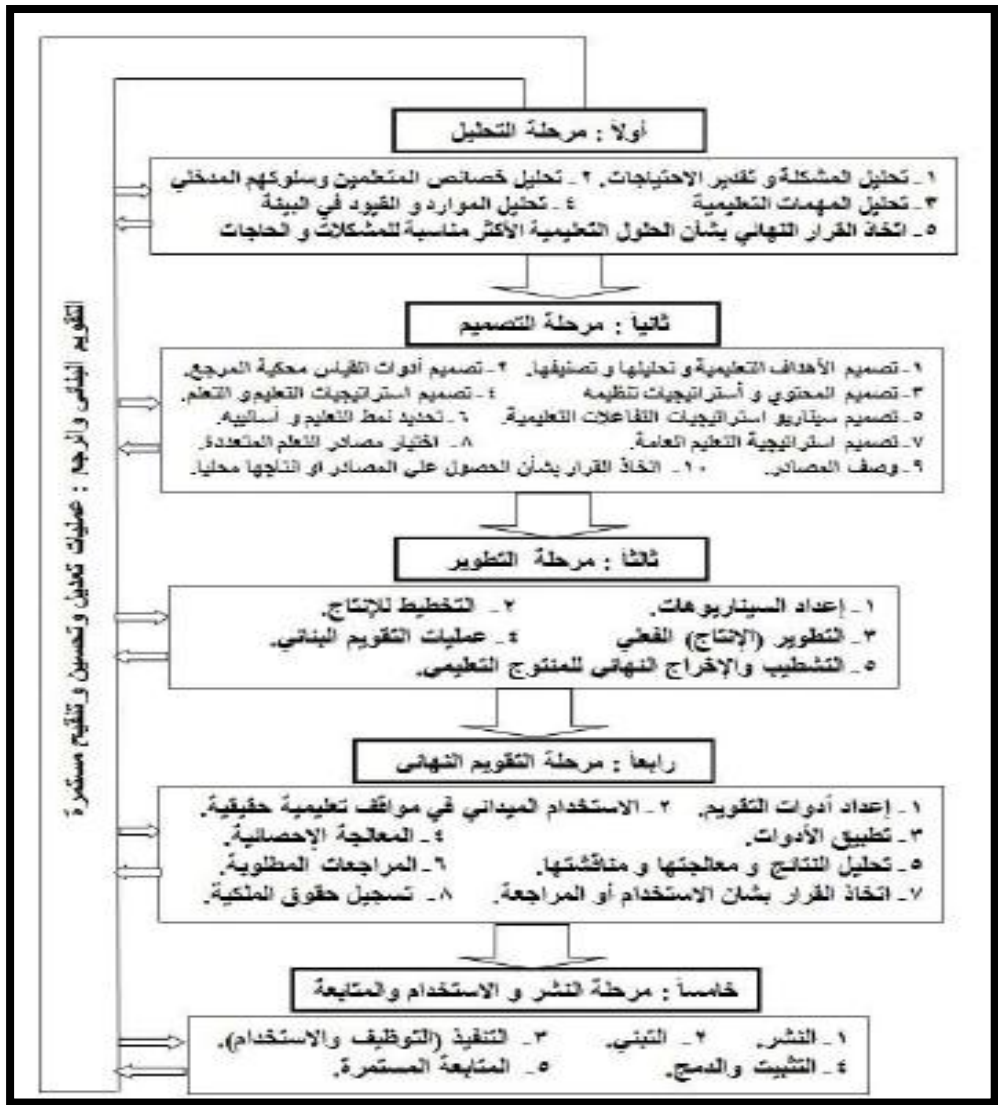 أولاً : مرحلة التحليل
١- تحليل المشكلة و تقدير الاحتياجات. ٢- تحليل خصائص المتعلمين وسلوكهم المدخلي
٣- تحليل المهمات التعليمية ٤- تحليل الموارد و القيود في البيئة
٥- اتخاذ القرار النهائي بشأن الحلول التعليمية الأكثر مناسبة للمشكلات و الحاجات
ثانياً : مرحلة التصميم
١- تصميم الأهداف التعليمية و تحليلها و تصنيفها. ٢- تصميم أدوات القياس محكية المرجع.
٣- تصميم المحتوي و أستراتيجيات تنظيمه ٤- تصميم استراتيجيات التعليم و التعلم.
٥- تصميم سيناريو استراتيجيات التفاعلات التعليمية. ٦- تحديد نمط التعليم و أساليبه.
٧- تصميم استراتيجية التعليم العامة. ٨- اختيار مصادر التعلم المتعددة.
٩- وصف المصادر. ١٠- اتخاذ القرار بشأن الحصول علي المصادر او انتاجها محليا.
ثالثاً : مرحلة التطوير
١- إعداد السيناريوهات. ٢- التخطيط للإنتاج.
٣- التطوير (الإنتاج) الفعلي ٤- عمليات التقويم البنائي.
٥- التشطيب والإخراج النهائي للمنتوج التعليمي.
رابعاً : مرحلة التقويم النهائى
١- إعداد أدوات التقويم. ٢- الاستخدام الميداني في مواقف تعليمية حقيقية.
٣- تطبيق الأدوات. ٤- المعالجة الإحصائية.
٥- تحليل النتائج و معالجتها و مناقشتها. ٦- المراجعات المطلوبة.
٧- اتخاذ القرار بشان الاستخدام أو المراجعة. ٨- تسجيل حقوق الملكية.
خامساً : مرحلة النشر و الاستخدام والمتابعة
١- النشر. ٢- التبني. ٣- التنفيذ (التوظيف والاستخدام).
٤- التثبيت والدمج. ٥- المتابعة المستمرة.
التقويم البنائى والرجع : عمليات تعديل وتحسين وتنقيح مستمرة